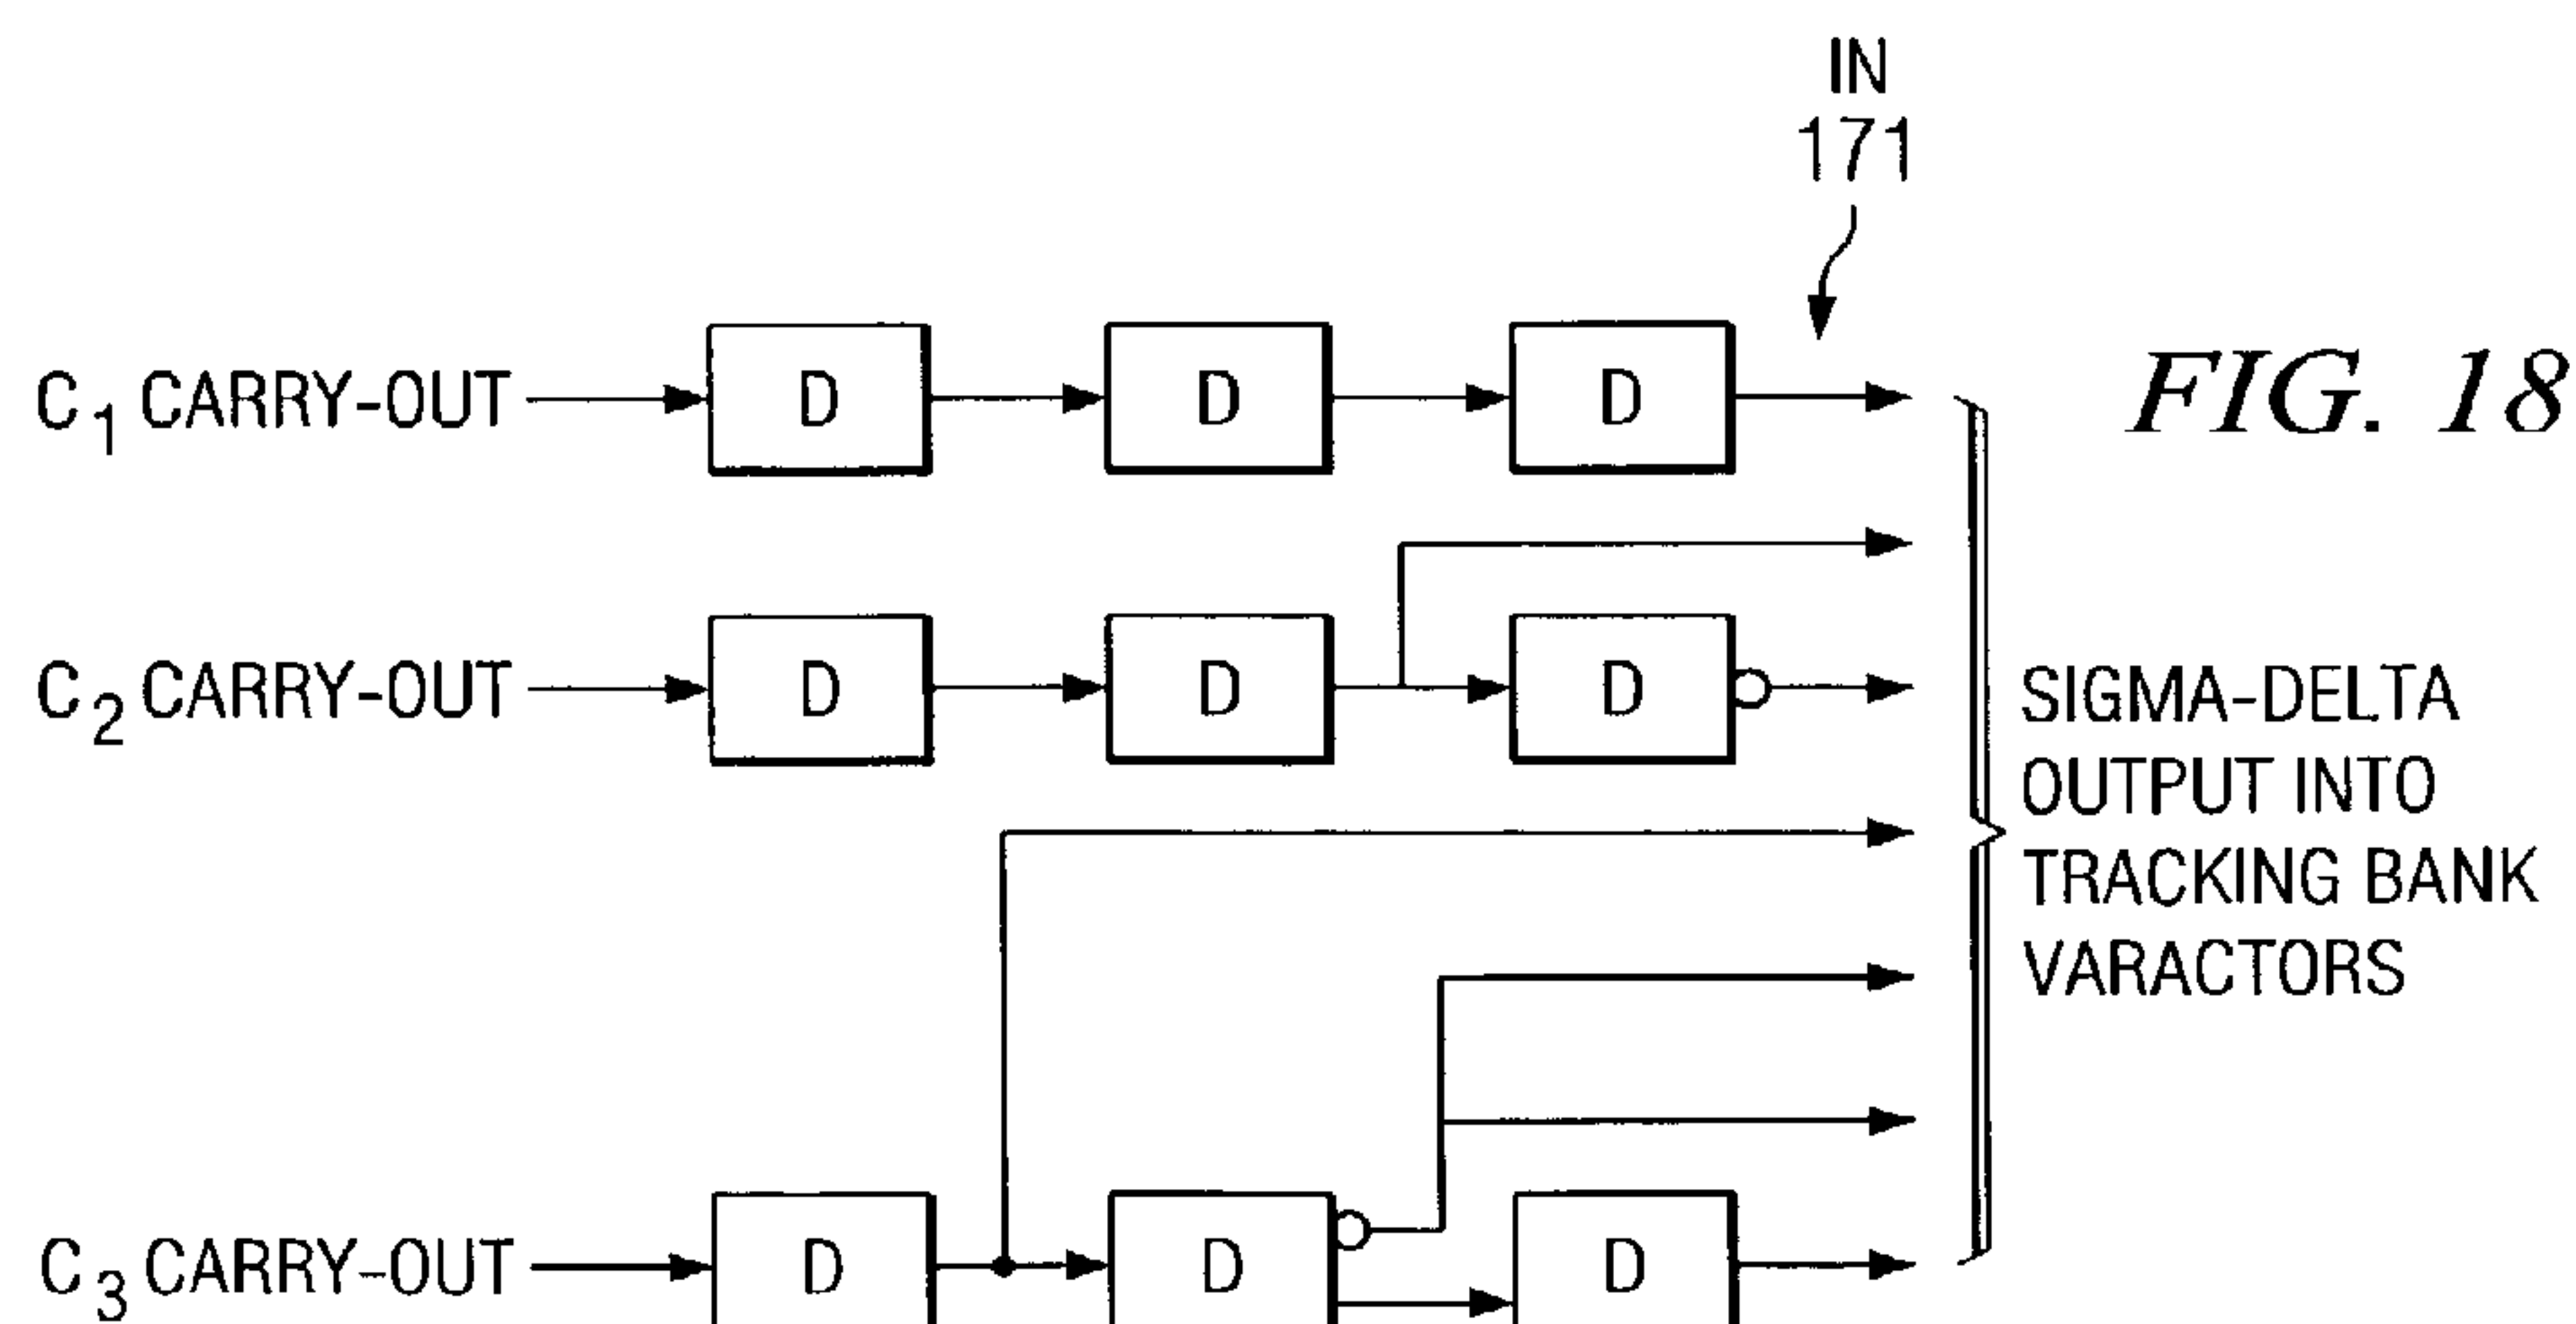 IN
171
FIG. 18
C1 CARRY-OUT
D
D
D
C2 CARRY-OUT
D
D
D
SIGMA-DELTA
OUTPUT INTO
TRACKING BANK
VARACTORS
C3 CARRY-OUT
D
D
D